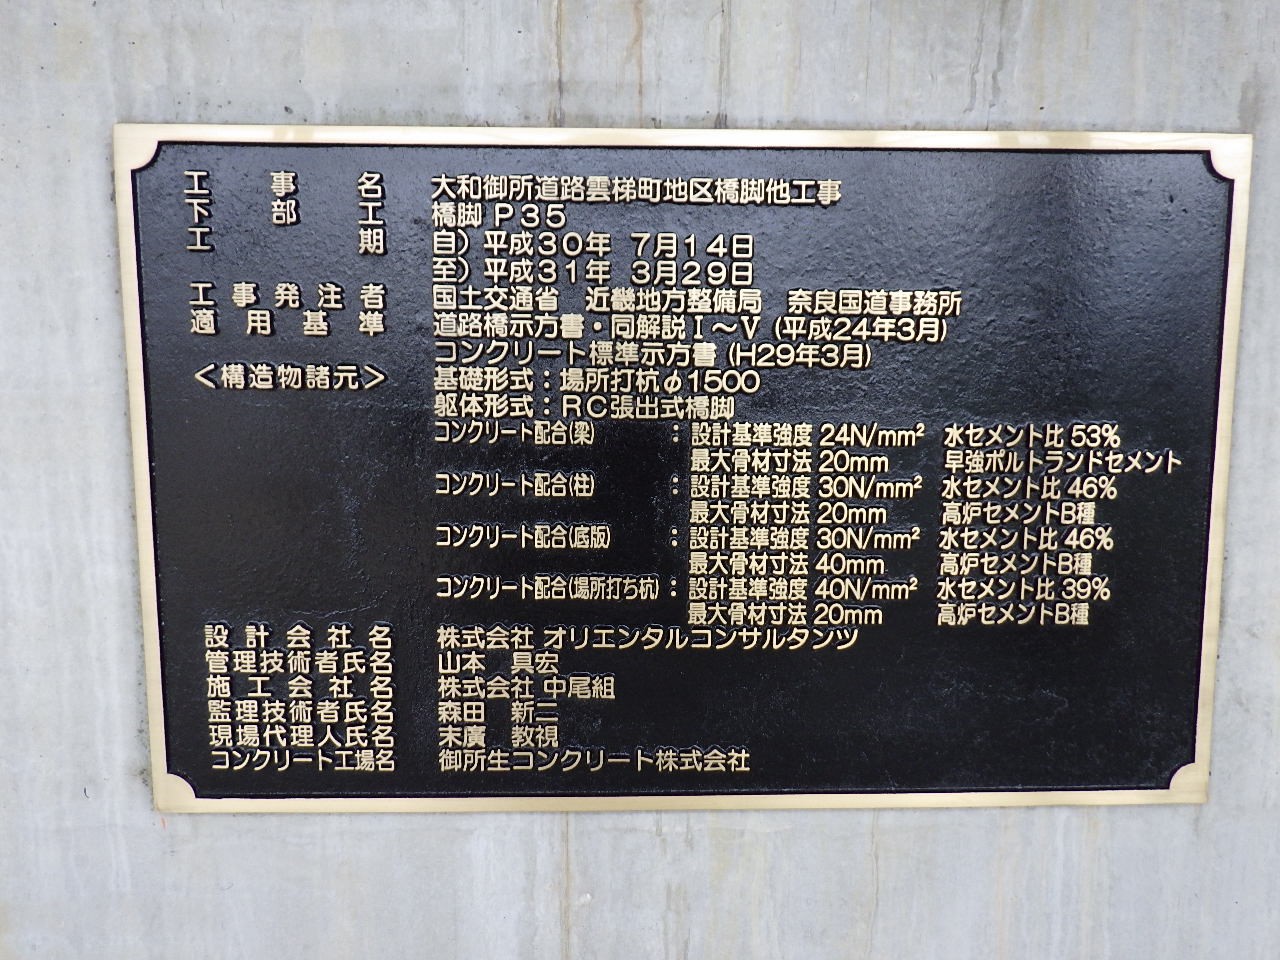 工事名 大和御所道路雲梯町地区橋脚他工事
下部工 橋脚 P35
工期 自) 平成30年 7月14日
至) 平成31年 3月29日
工事発注者 国土交通省 近畿地方整備局 奈良国道事務所
適用基準 道路橋示方書・同解説Ⅰ～Ⅴ (平成24年3月)
コンクリート標準示方書 (H29年3月)
＜構造物諸元＞ 基礎形式：場所打杭φ1500
躯体形式：RC張出式橋脚
コンクリート配合(梁) ：設計基準強度 24N/mm² 水セメント比 53%
最大骨材寸法 20mm 早強ポルトランドセメント
コンクリート配合(柱) ：設計基準強度 30N/mm² 水セメント比 46%
最大骨材寸法 20mm 高炉セメントB種
コンクリート配合(底版) ：設計基準強度 30N/mm² 水セメント比 46%
最大骨材寸法 40mm 高炉セメントB種
コンクリート配合(場所打ち杭)：設計基準強度 40N/mm² 水セメント比 39%
最大骨材寸法 20mm 高炉セメントB種
設計会社名 株式会社 オリエンタルコンサルタンツ
管理技術者氏名 山本 具宏
施工会社名 株式会社 中尾組
監理技術者氏名 森田 新二
現場代理人氏名 末廣 教視
コンクリート工場名 御所生コンクリート株式会社